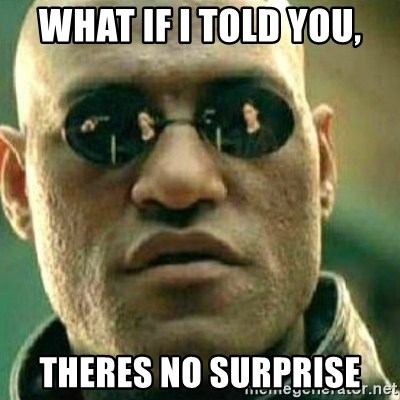 WHAT IF I TOLD YOU,
THERES NO SURPRISE
memegenerator.net